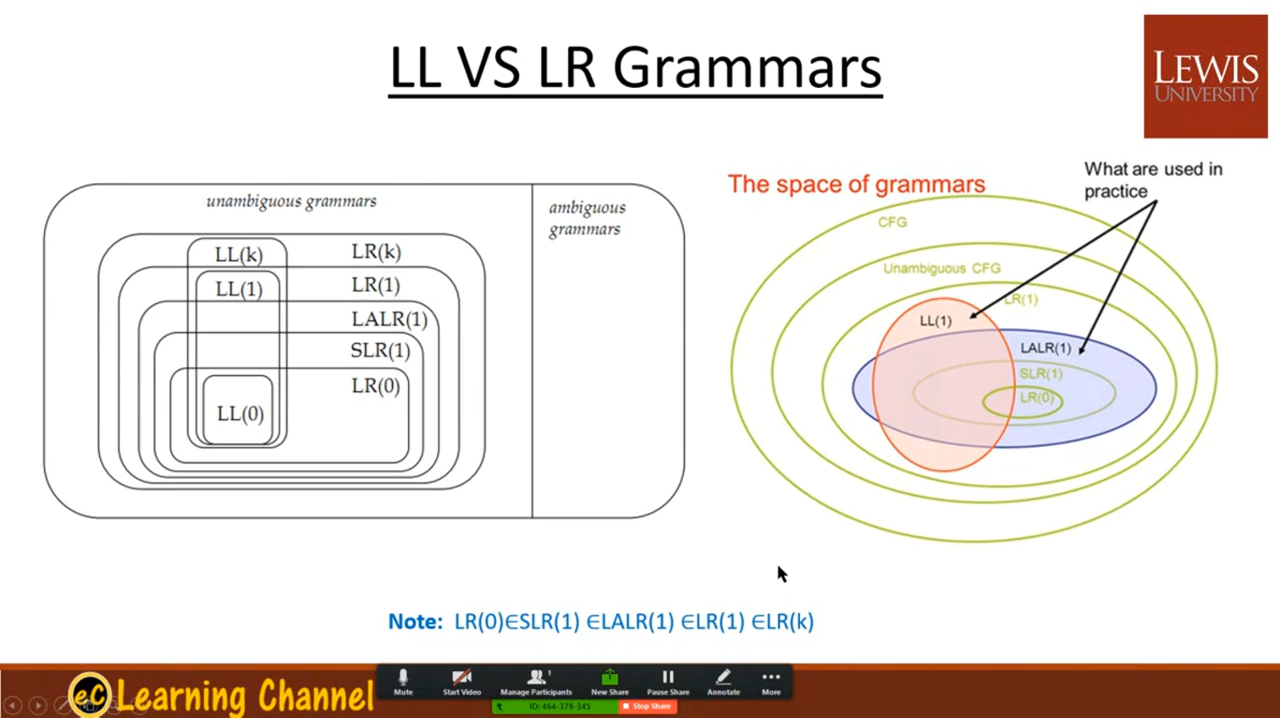 LL VS LR Grammars
LEWIS
UNIVERSITY
unambiguous grammars
ambiguous
grammars
LL(k)
LR(k)
LL(1)
LR(1)
LALR(1)
SLR(1)
LR(0)
LL(0)
The space of grammars
What are used in
practice
CFG
Unambiguous CFG
LR(1)
LL(1)
LALR(1)
SLR(1)
LR(0)
Note: LR(0)∈SLR(1) ∈LALR(1) ∈LR(1) ∈LR(k)
eC Learning Channel
Mute
Start Video
1
Manage Participants
New Share
Pause Share
Annotate
More
ID: 464-379-345
Stop Share